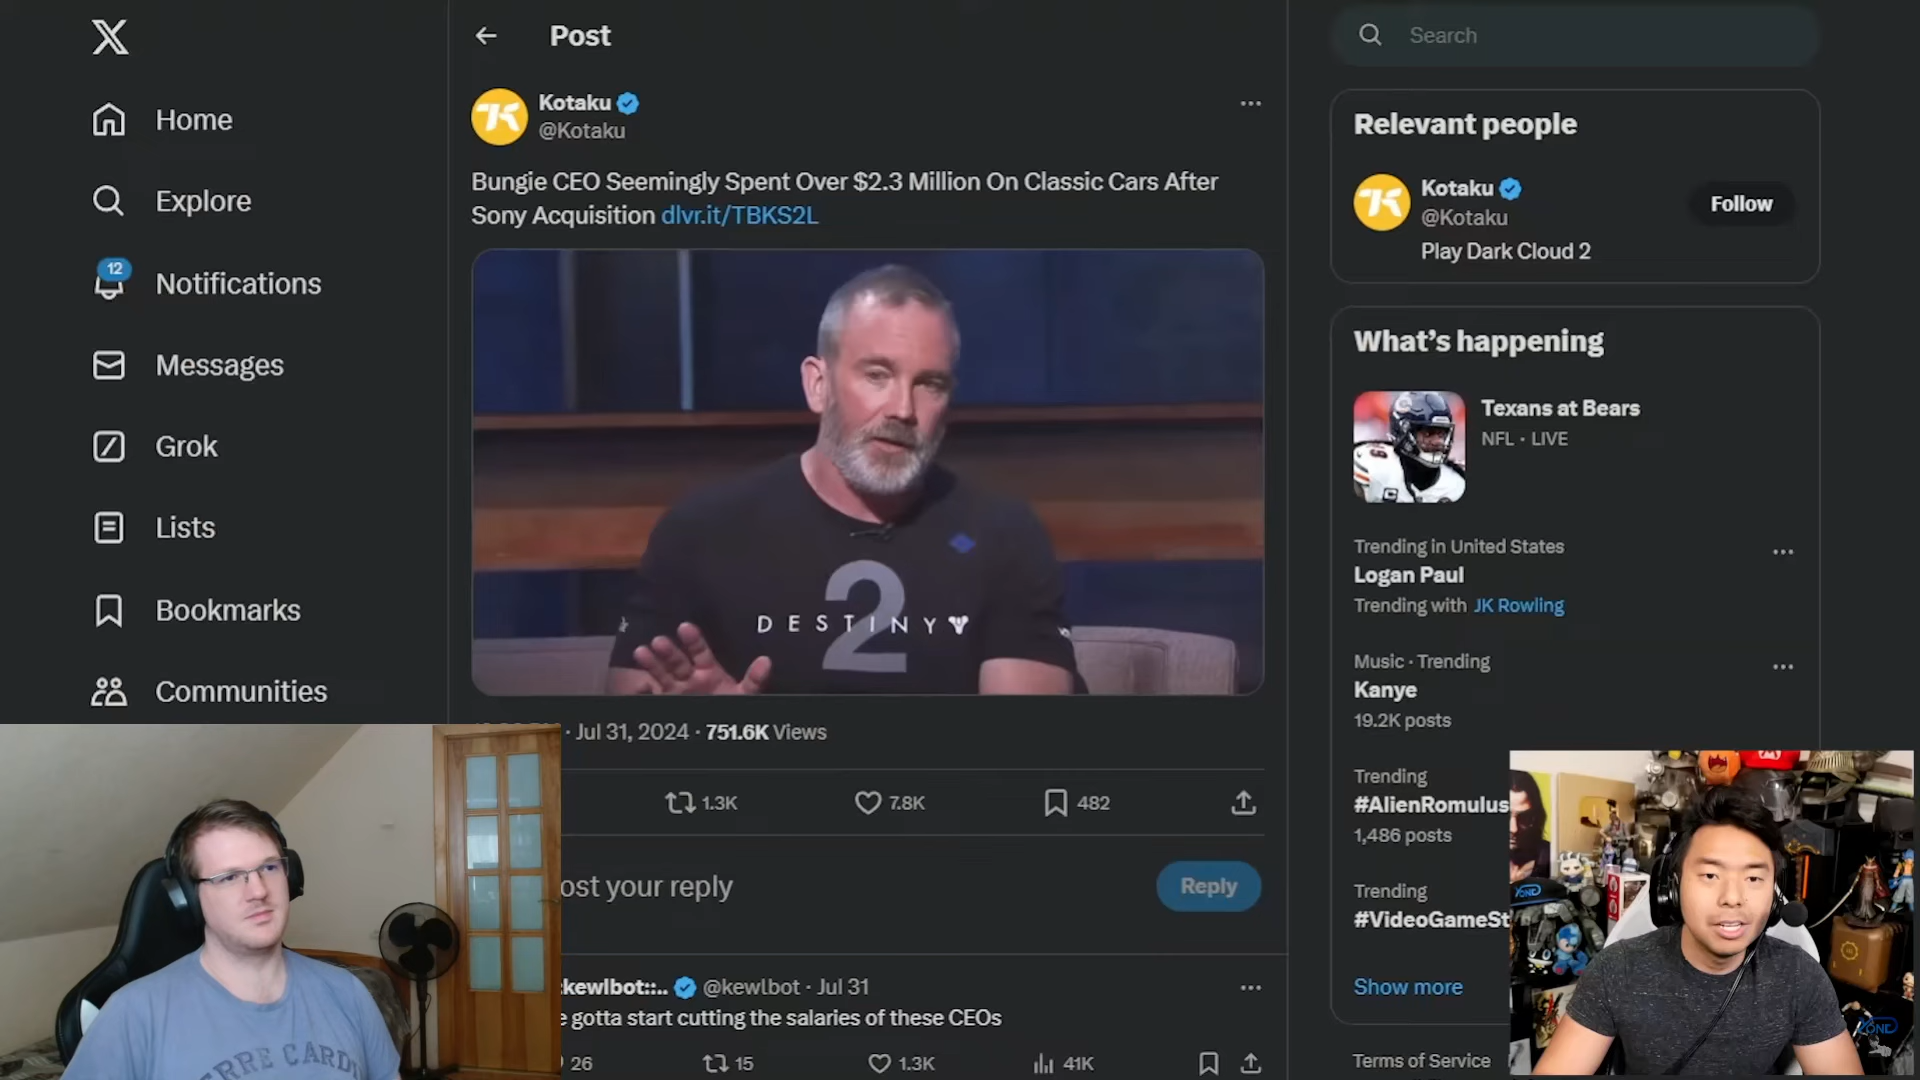 Home
Explore
12
Notifications
Messages
Grok
Lists
Bookmarks
Communities
Post
Kotaku
@Kotaku
Bungie CEO Seemingly Spent Over $2.3 Million On Classic Cars After
Sony Acquisition dlvr.it/TBKS2L
2
DESTINY
· Jul 31, 2024 · 751.6K Views
1.3K
7.8K
482
ost your reply
Reply
kewlbot::.. @kewlbot · Jul 31
e gotta start cutting the salaries of these CEOs
26
15
1.3K
41K
Search
Relevant people
Kotaku
@Kotaku
Follow
Play Dark Cloud 2
What's happening
Texans at Bears
NFL · LIVE
Trending in United States
Logan Paul
Trending with JK Rowling
Music · Trending
Kanye
19.2K posts
Trending
#AlienRomulus
1,486 posts
Trending
#VideoGameSt
Show more
Terms of Service
ERRE CARD
YONG